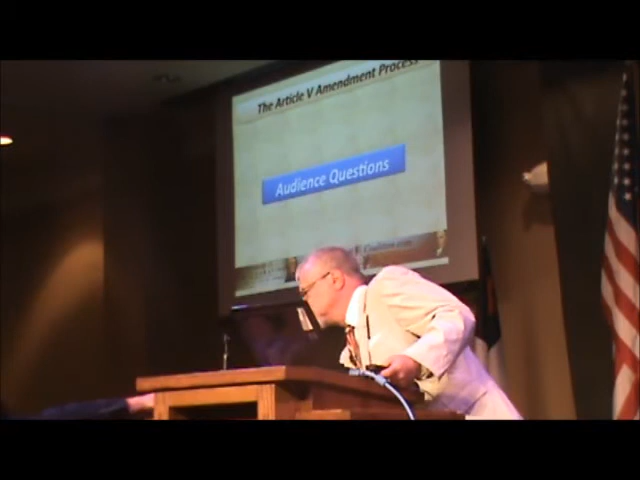 The Article V Amendment Process
Audience Questions